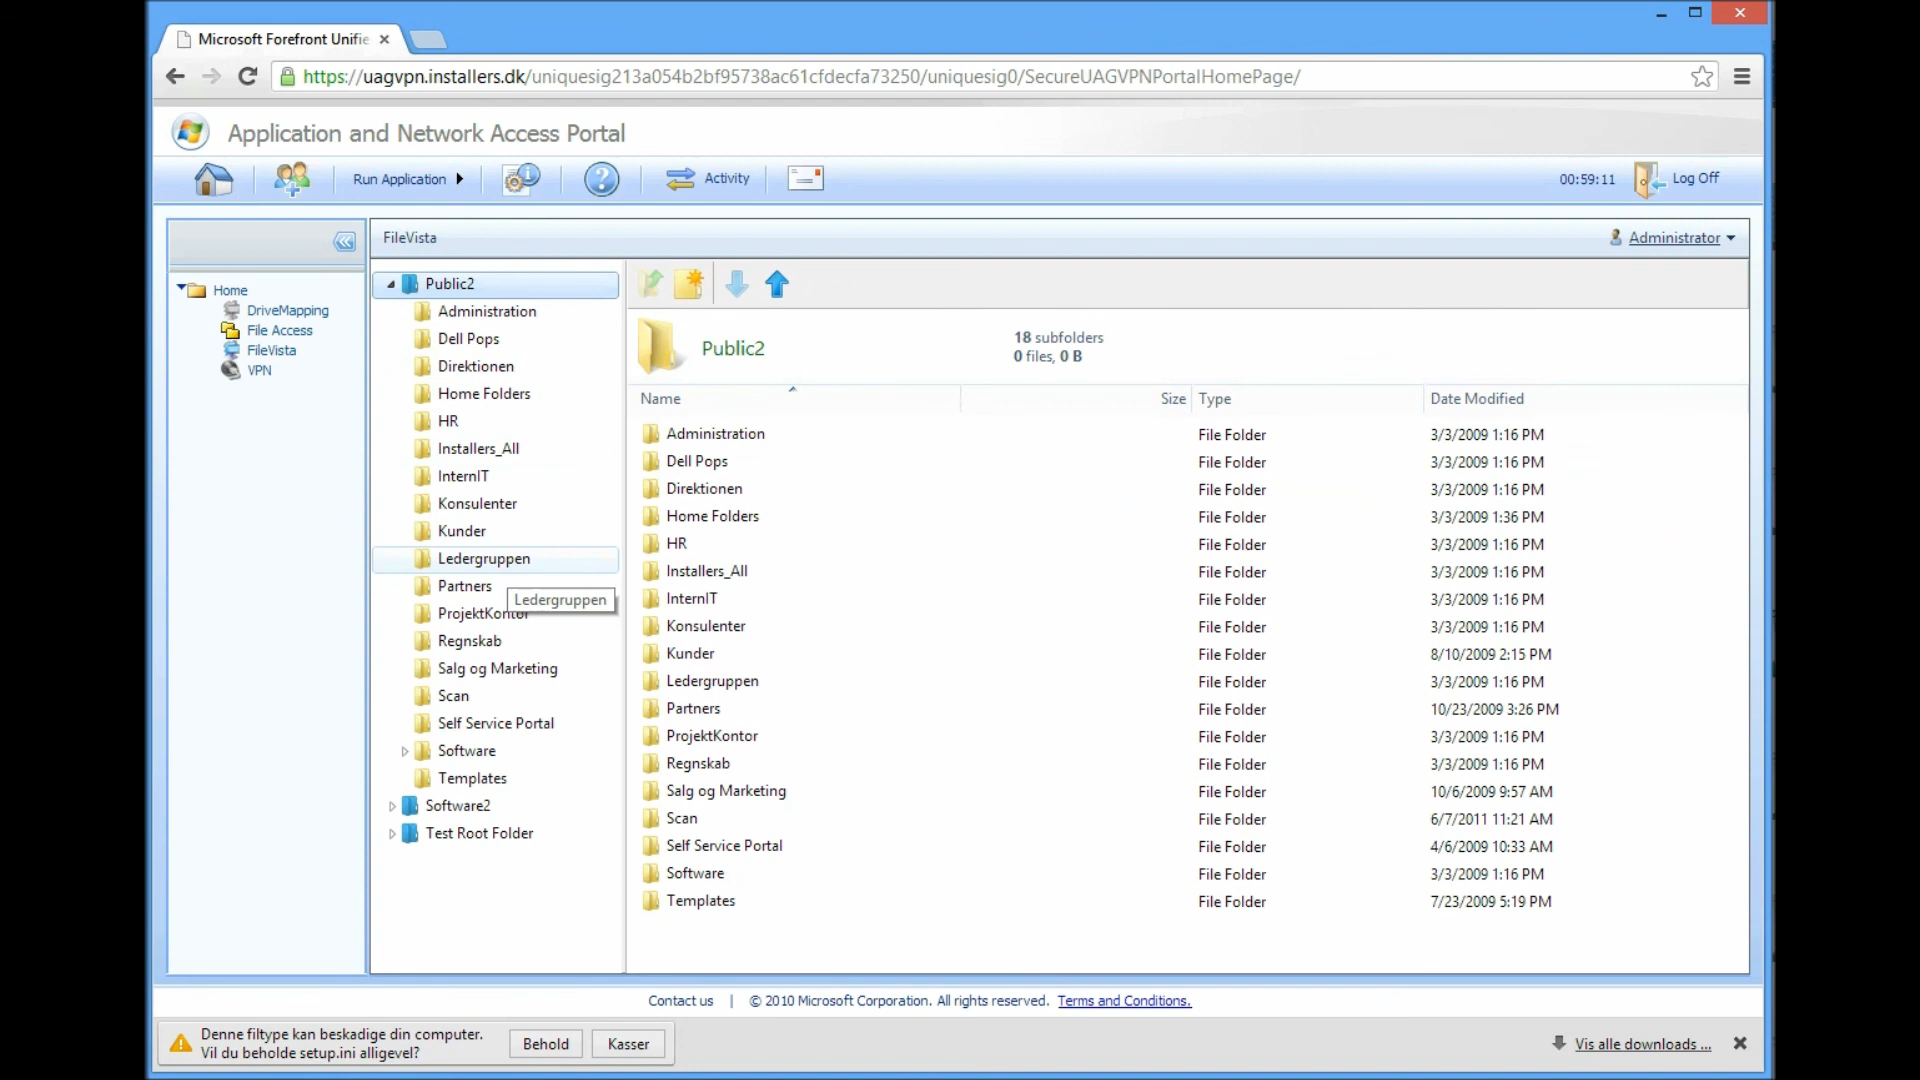 Microsoft Forefront Unifie
https://uagvpn.installers.dk/uniquesig213a054b2bf95738ac61cfdecfa73250/uniquesig0/SecureUAGVPNPortalHomePage/
Application and Network Access Portal
Run Application
Activity
00:59:11
Log Off
FileVista
Administrator
Home
DriveMapping
File Access
FileVista
VPN
Public2
Administration
Dell Pops
Direktionen
Home Folders
HR
Installers_All
InternIT
Konsulenter
Kunder
Ledergruppen
Partners
Ledergruppen
ProjektKontor
Regnskab
Salg og Marketing
Scan
Self Service Portal
Software
Templates
Software2
Test Root Folder
Public2
18 subfolders
0 files, 0 B
Name Size Type Date Modified
Administration File Folder 3/3/2009 1:16 PM
Dell Pops File Folder 3/3/2009 1:16 PM
Direktionen File Folder 3/3/2009 1:16 PM
Home Folders File Folder 3/3/2009 1:36 PM
HR File Folder 3/3/2009 1:16 PM
Installers_All File Folder 3/3/2009 1:16 PM
InternIT File Folder 3/3/2009 1:16 PM
Konsulenter File Folder 3/3/2009 1:16 PM
Kunder File Folder 8/10/2009 2:15 PM
Ledergruppen File Folder 3/3/2009 1:16 PM
Partners File Folder 10/23/2009 3:26 PM
ProjektKontor File Folder 3/3/2009 1:16 PM
Regnskab File Folder 3/3/2009 1:16 PM
Salg og Marketing File Folder 10/6/2009 9:57 AM
Scan File Folder 6/7/2011 11:21 AM
Self Service Portal File Folder 4/6/2009 10:33 AM
Software File Folder 3/3/2009 1:16 PM
Templates File Folder 7/23/2009 5:19 PM
Contact us | © 2010 Microsoft Corporation. All rights reserved. Terms and Conditions.
Denne filtype kan beskadige din computer.
Vil du beholde setup.ini alligevel?
Behold
Kasser
Vis alle downloads ...